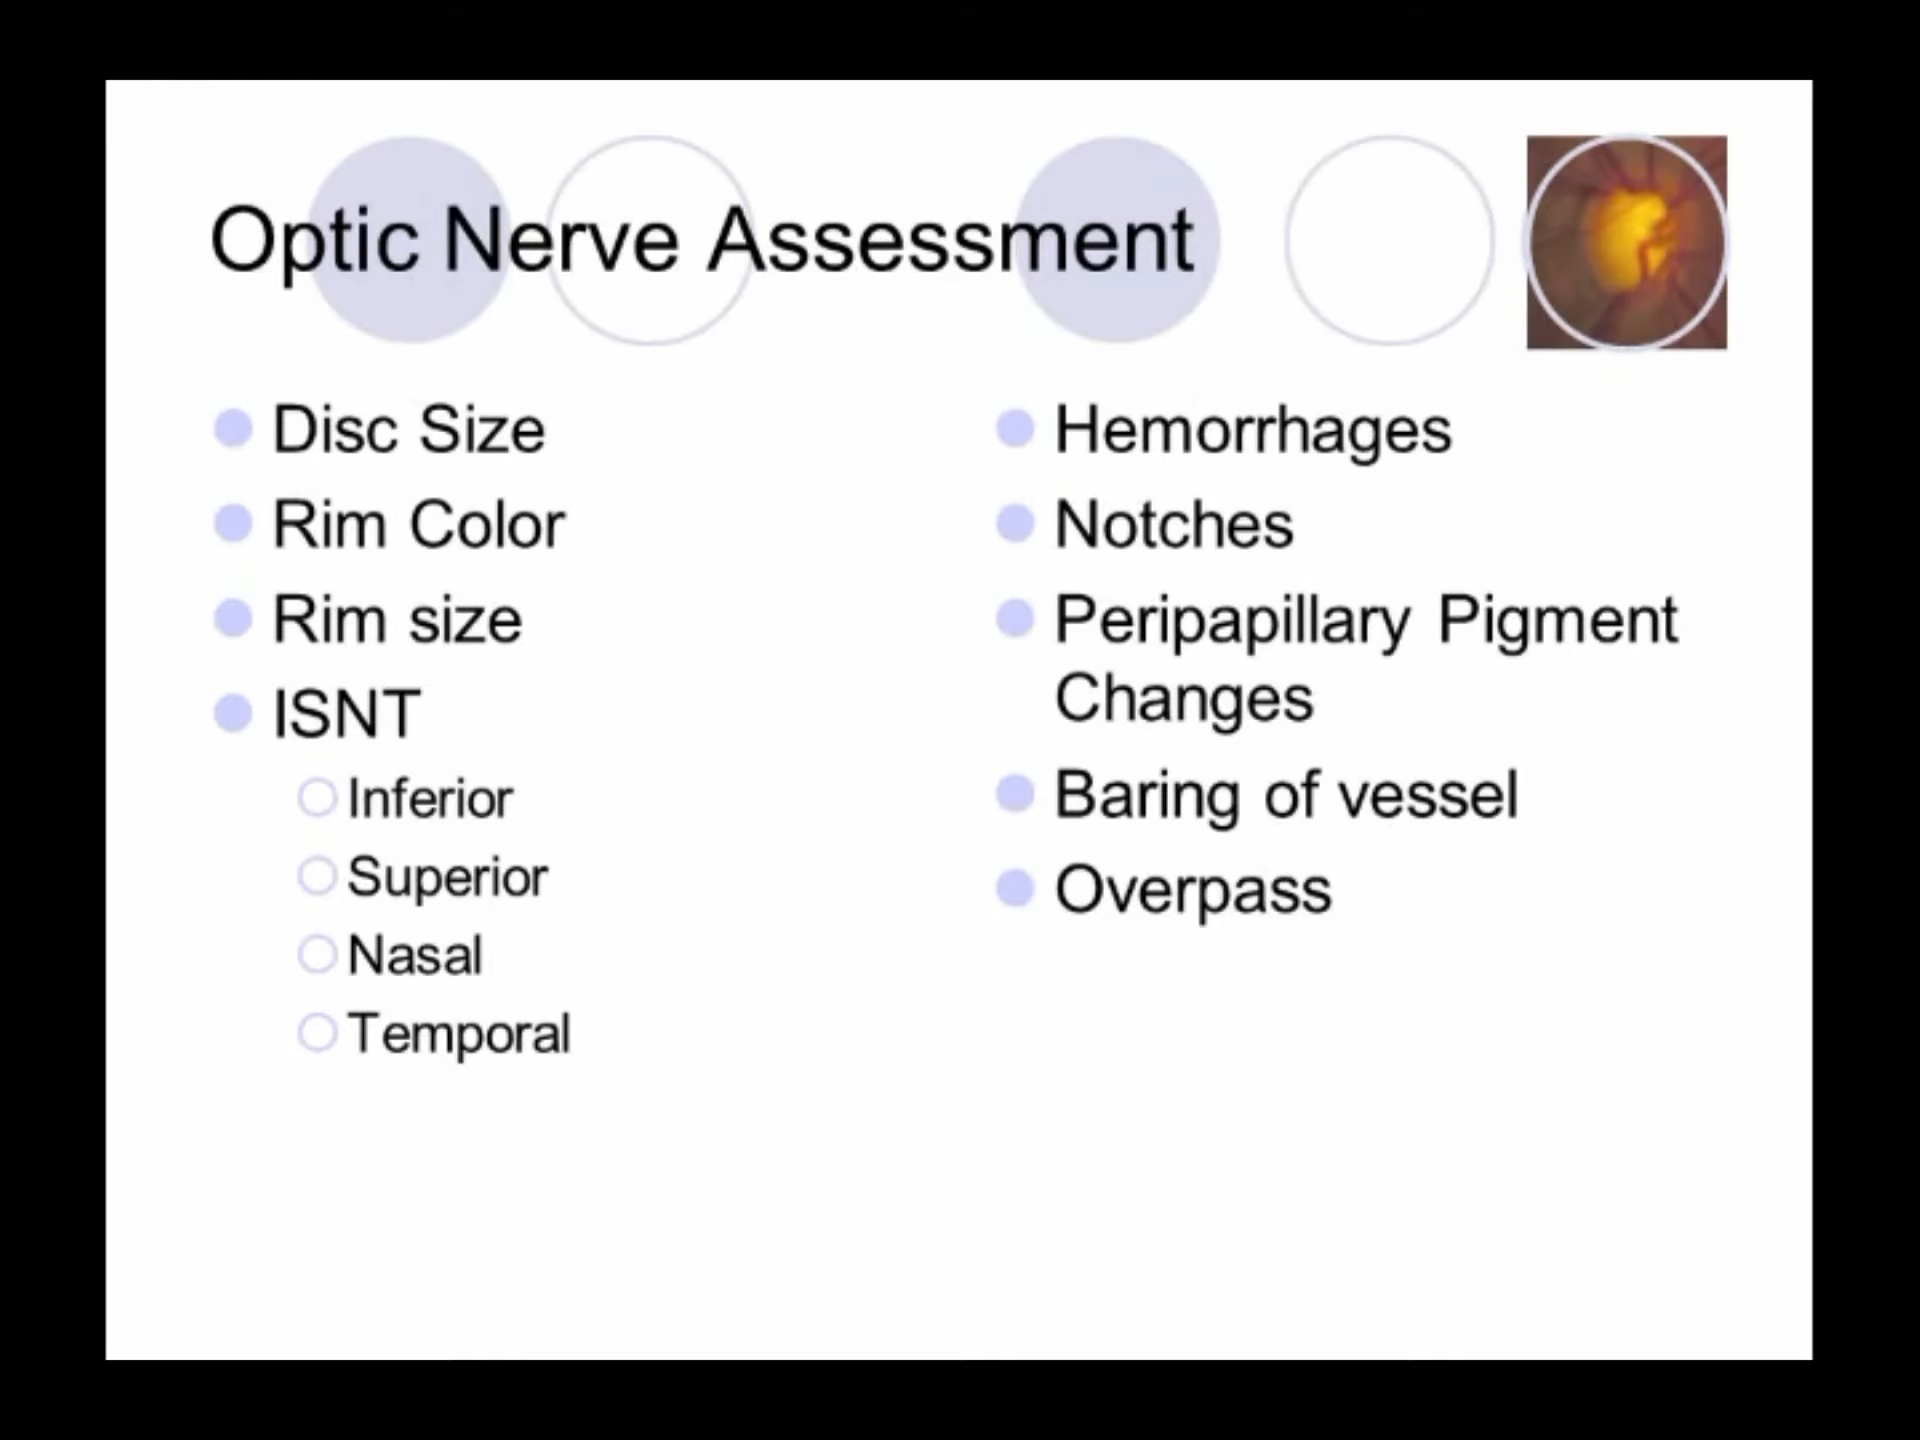 Optic Nerve Assessment
Disc Size
Rim Color
Rim size
ISNT
Inferior
Superior
Nasal
Temporal
Hemorrhages
Notches
Peripapillary Pigment
Changes
Baring of vessel
Overpass